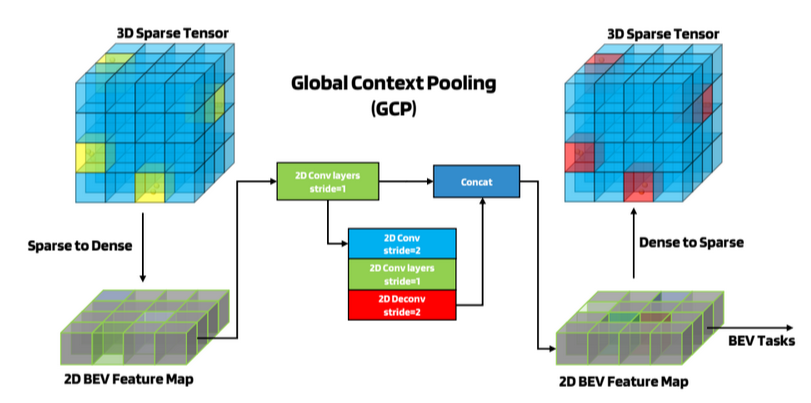 3D Sparse Tensor
3D Sparse Tensor
Global Context Pooling
(GCP)
2D Conv layers
stride=1
Concat
Sparse to Dense
2D Conv
stride=2
2D Conv layers
stride=1
2D Deconv
stride=2
Dense to Sparse
BEV Tasks
2D BEV Feature Map
2D BEV Feature Map